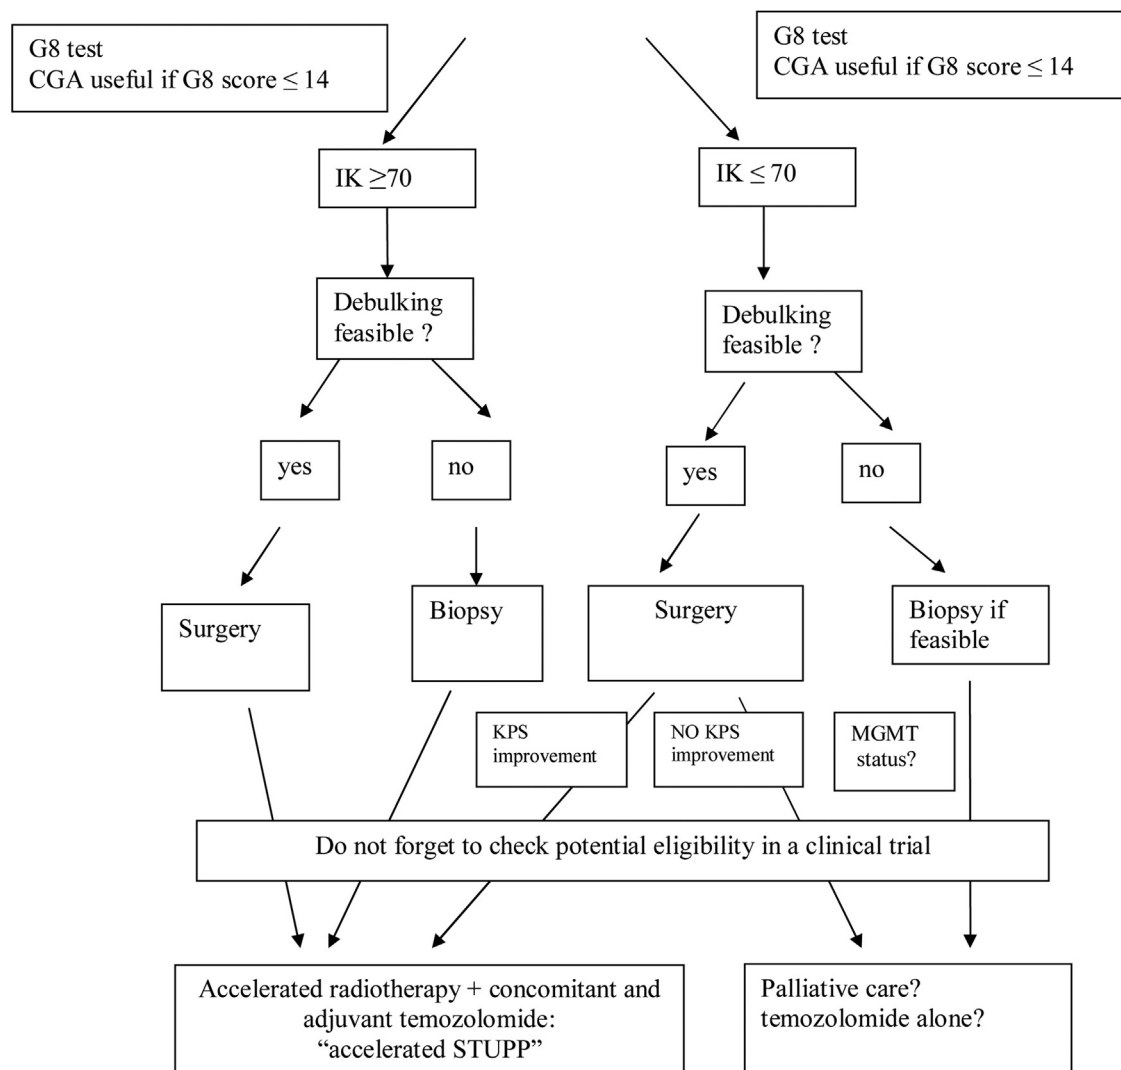 G8 test
CGA useful if G8 score ≤ 14
G8 test
CGA useful if G8 score ≤ 14
IK ≥70
IK ≤ 70
Debulking
feasible ?
Debulking
feasible ?
yes
no
yes
no
Surgery
Biopsy
Surgery
Biopsy if
feasible
KPS
improvement
NO KPS
improvement
MGMT
status?
Do not forget to check potential eligibility in a clinical trial
Accelerated radiotherapy + concomitant and
adjuvant temozolomide:
“accelerated STUPP”
Palliative care?
temozolomide alone?